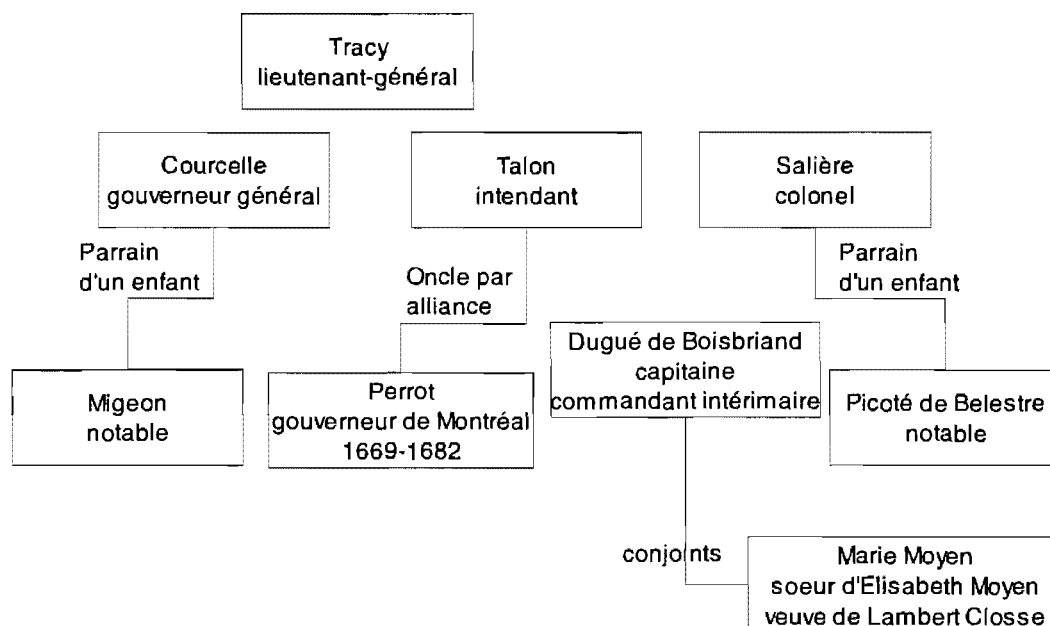 Tracy
lieutenant-général
Courcelle
gouverneur général
Talon
intendant
Salière
colonel
Parrain
d'un enfant
Oncle par
alliance
Parrain
d'un enfant
Migeon
notable
Perrot
gouverneur de Montréal
1669-1682
Dugué de Boisbriand
capitaine
commandant intérimaire
Picoté de Belestre
notable
conjoints
Marie Moyen
soeur d'Elisabeth Moyen
veuve de Lambert Closse